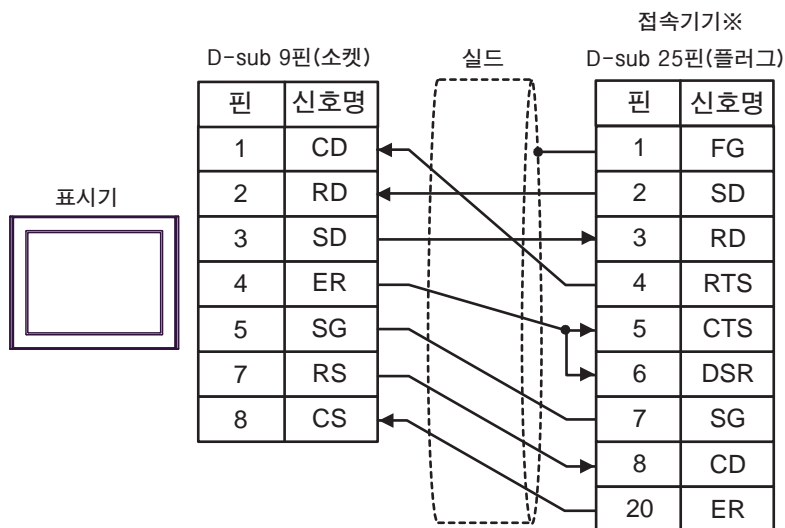 접속기기※
D-sub 9핀(소켓) 실드 D-sub 25핀(플러그)
핀 신호명 핀 신호명
1 CD 1 FG
2 RD 2 SD
표시기
3 SD 3 RD
4 ER 4 RTS
5 SG 5 CTS
7 RS 6 DSR
8 CS 7 SG
8 CD
20 ER